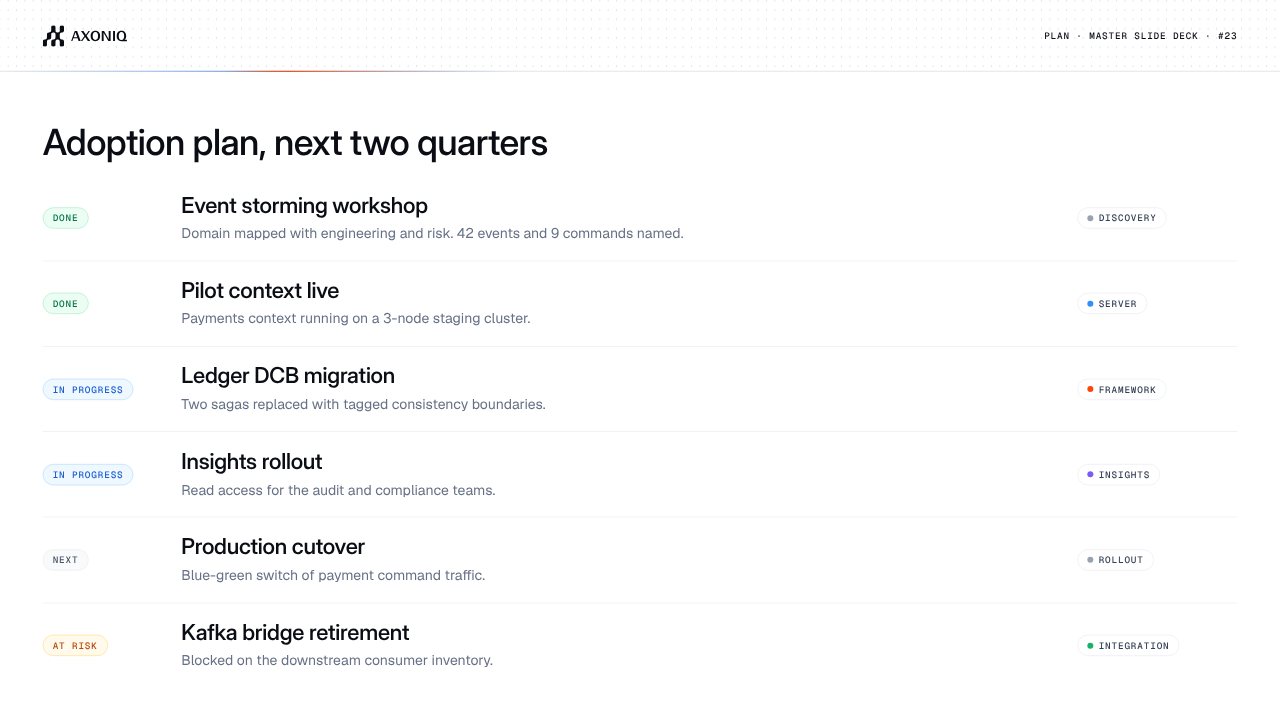 AXONIQ
PLAN · MASTER SLIDE DECK · #23
Adoption plan, next two quarters
DONE
Event storming workshop
Domain mapped with engineering and risk. 42 events and 9 commands named.
DISCOVERY
DONE
Pilot context live
Payments context running on a 3-node staging cluster.
SERVER
IN PROGRESS
Ledger DCB migration
Two sagas replaced with tagged consistency boundaries.
FRAMEWORK
IN PROGRESS
Insights rollout
Read access for the audit and compliance teams.
INSIGHTS
NEXT
Production cutover
Blue-green switch of payment command traffic.
ROLLOUT
AT RISK
Kafka bridge retirement
Blocked on the downstream consumer inventory.
INTEGRATION